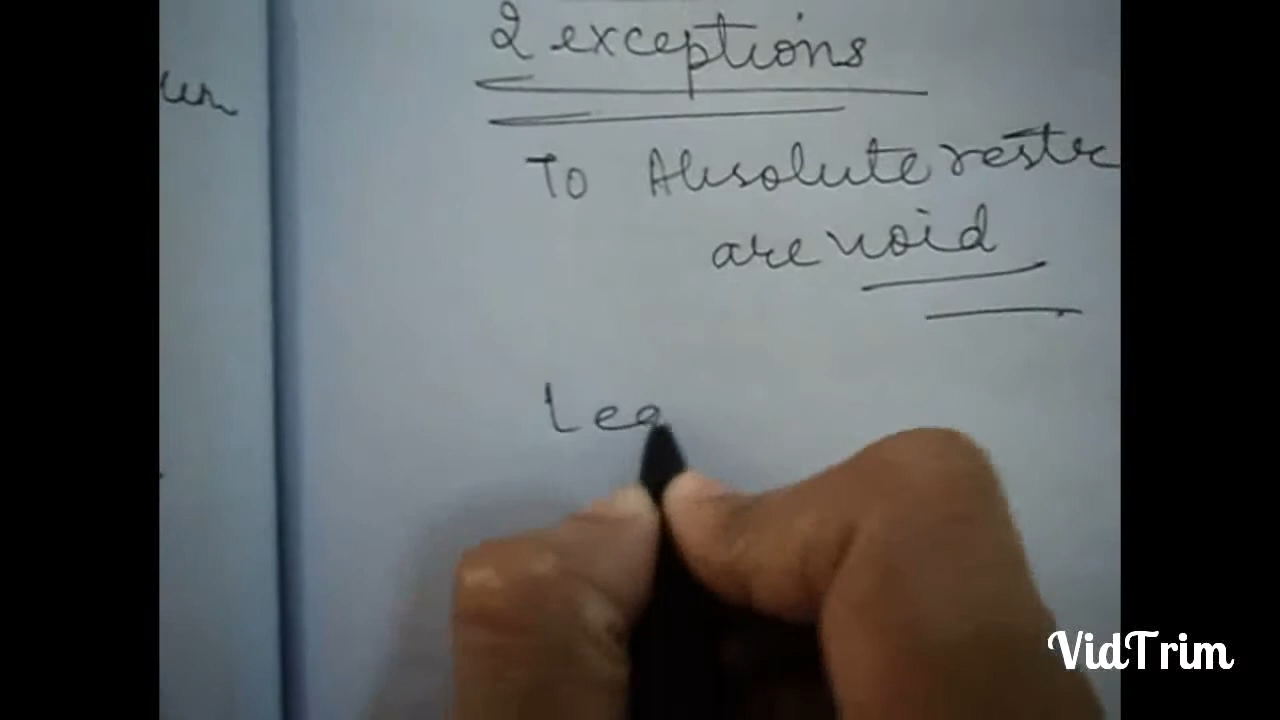 2 exceptions
To Absolute restr
are void
Lea
VidTrim